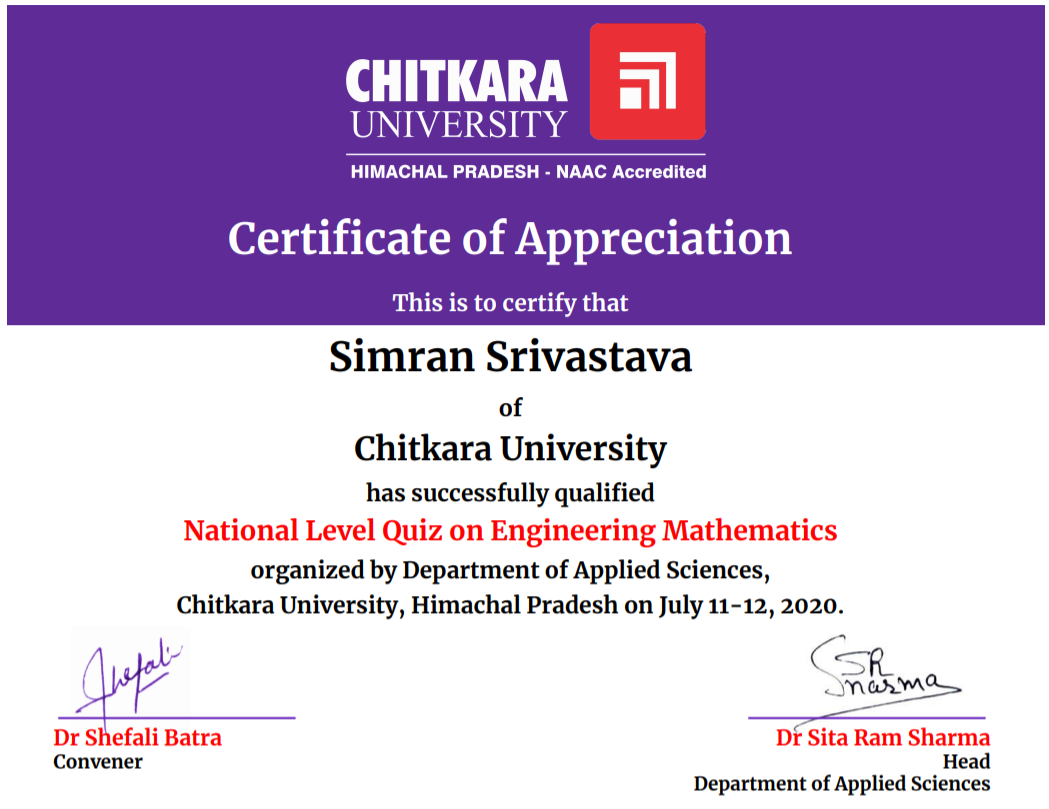 CHITKARA
UNIVERSITY
HIMACHAL PRADESH - NAAC Accredited
Certificate of Appreciation
This is to certify that
Simran Srivastava
of
Chitkara University
has successfully qualified
National Level Quiz on Engineering Mathematics
organized by Department of Applied Sciences,
Chitkara University, Himachal Pradesh on July 11-12, 2020.
Shefali
SR
Sharma
Dr Shefali Batra
Convener
Dr Sita Ram Sharma
Head
Department of Applied Sciences